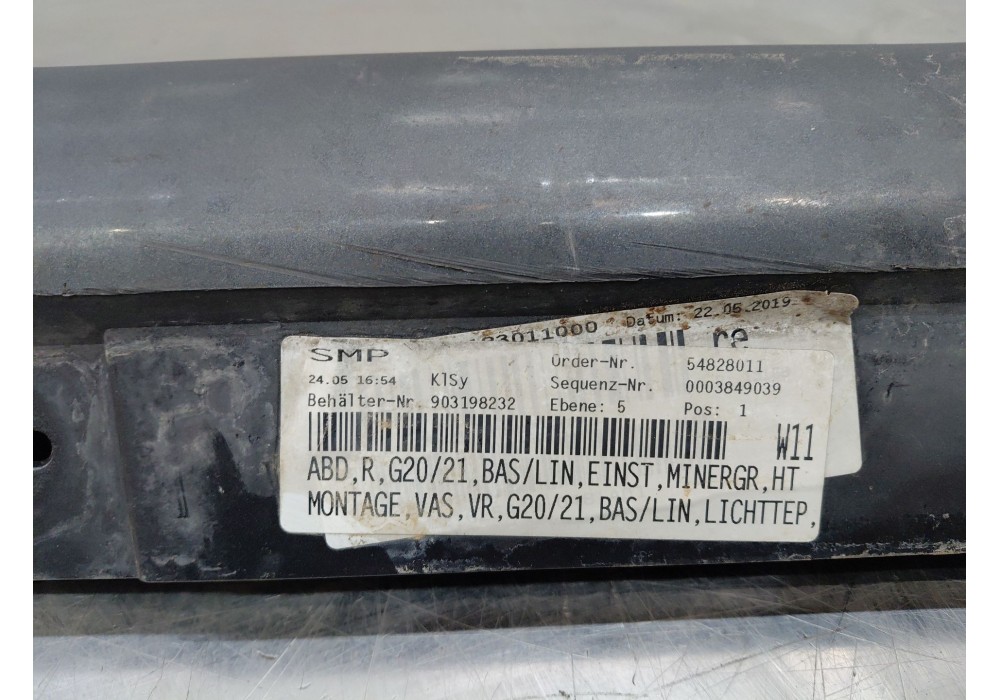 23011000 Datum: 22.05.2019
re
SMP
Order-Nr. 54828011
24.05 16:54 KlSy Sequenz-Nr. 0003849039
Behälter-Nr. 903198232 Ebene: 5 Pos: 1
W11
ABD,R,G20/21,BAS/LIN,EINST,MINERGR,HT
MONTAGE,VAS,VR,G20/21,BAS/LIN,LICHTTEP,